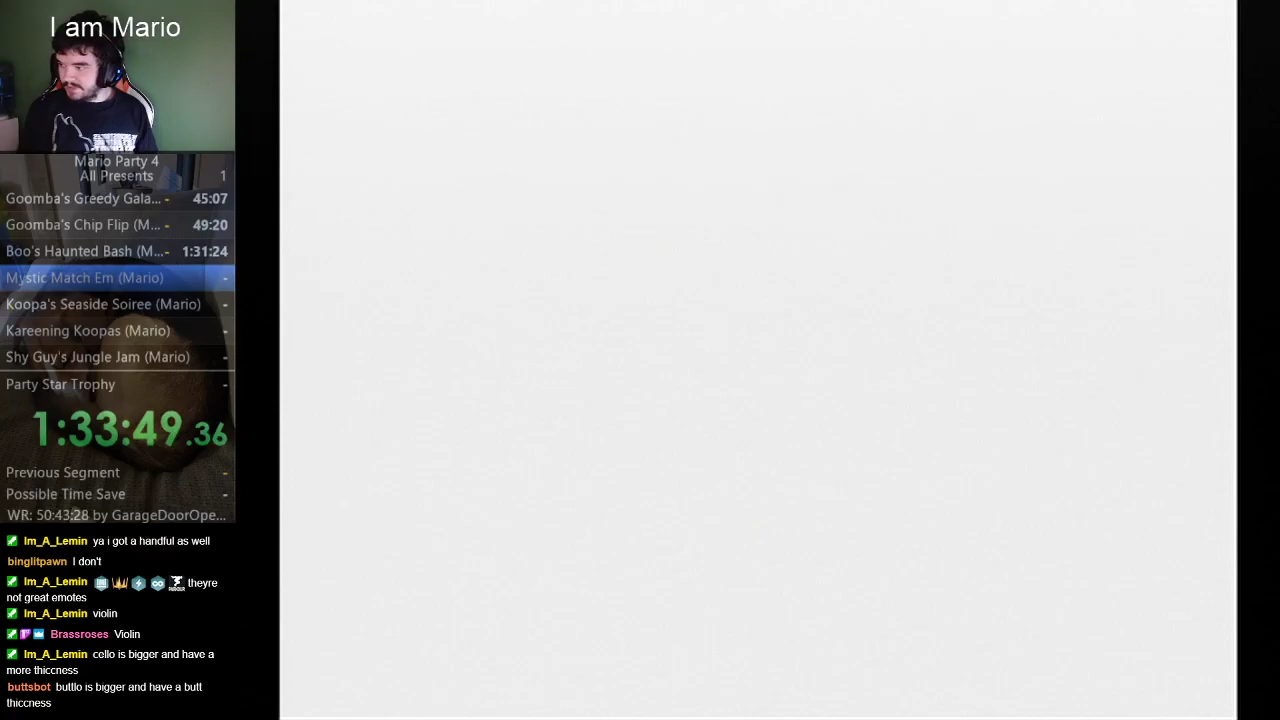 I am Mario
Mario Party 4
All Presents 1
Goomba's Greedy Gala... - 45:07
Goomba's Chip Flip (M... - 49:20
Boo's Haunted Bash (M... - 1:31:24
Mystic Match Em (Mario) -
Koopa's Seaside Soiree (Mario) -
Kareening Koopas (Mario) -
Shy Guy's Jungle Jam (Mario) -
Party Star Trophy -
1:33:49.36
Previous Segment -
Possible Time Save -
WR: 50:43:28 by GarageDoorOpe...
Im_A_Lemin ya i got a handful as well
binglitpawn I don't
Im_A_Lemin theyre
not great emotes
Im_A_Lemin violin
Brassroses Violin
Im_A_Lemin cello is bigger and have a
more thiccness
buttsbot buttlo is bigger and have a butt
thiccness